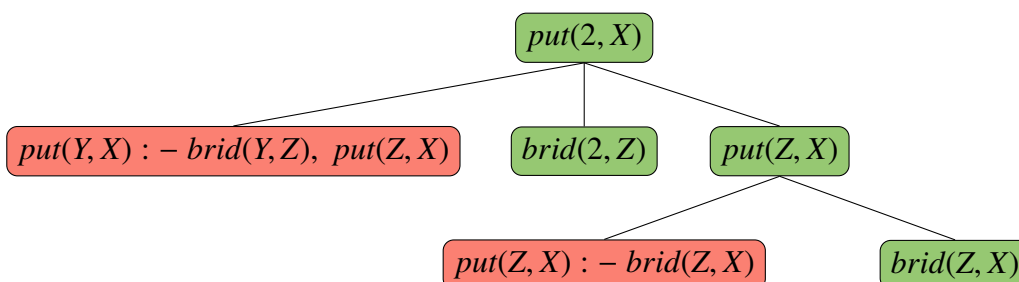 put(2, X)
put(Y, X) : − brid(Y, Z), put(Z, X)
brid(2, Z)
put(Z, X)
put(Z, X) : − brid(Z, X)
brid(Z, X)